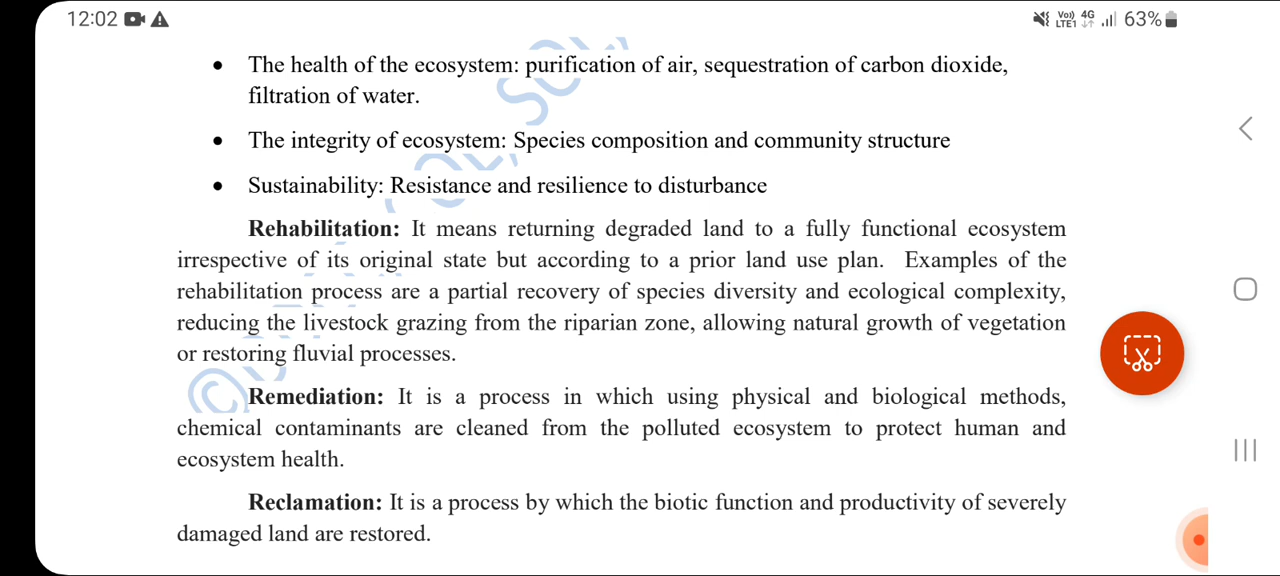 12:02
Vo)) 4G
LTE1
63%
• The health of the ecosystem: purification of air, sequestration of carbon dioxide,
filtration of water.
• The integrity of ecosystem: Species composition and community structure
• Sustainability: Resistance and resilience to disturbance
Rehabilitation: It means returning degraded land to a fully functional ecosystem
irrespective of its original state but according to a prior land use plan. Examples of the
rehabilitation process are a partial recovery of species diversity and ecological complexity,
reducing the livestock grazing from the riparian zone, allowing natural growth of vegetation
or restoring fluvial processes.
Remediation: It is a process in which using physical and biological methods,
chemical contaminants are cleaned from the polluted ecosystem to protect human and
ecosystem health.
Reclamation: It is a process by which the biotic function and productivity of severely
damaged land are restored.